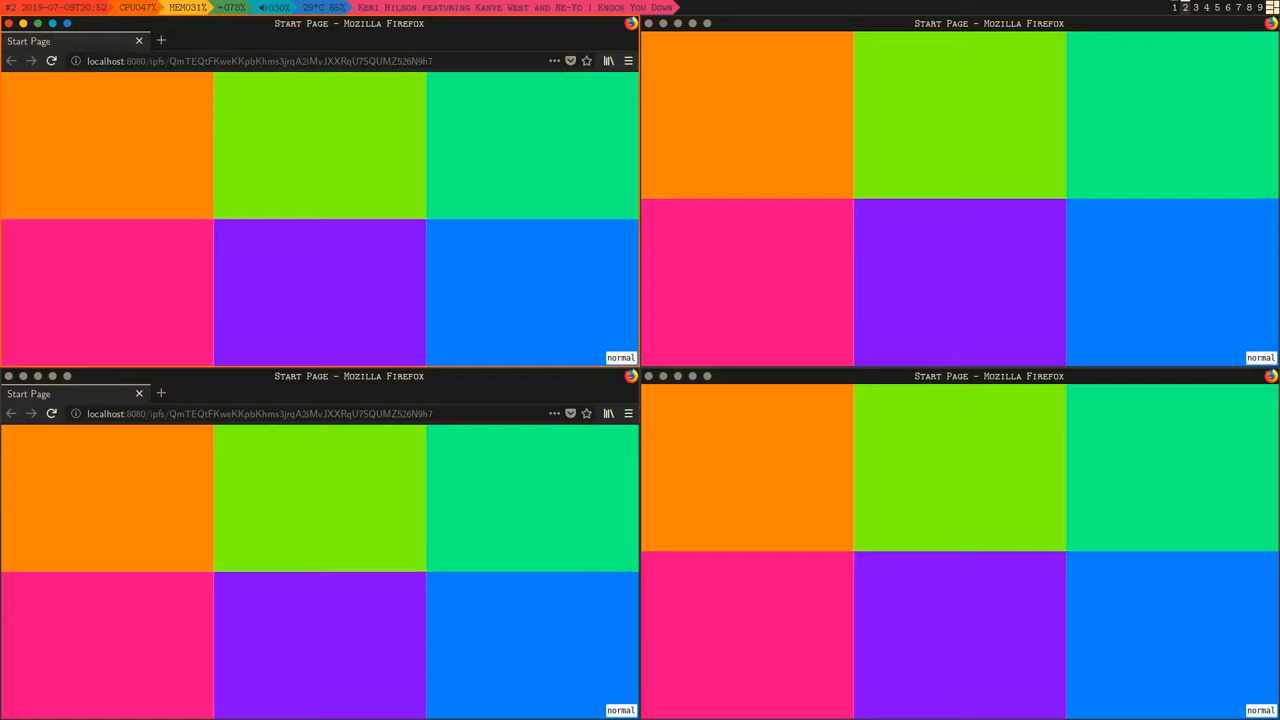 #2 2019-07-09T20:52 CPU047% MEM031% ~078% 030% 29°C 65% Keri Hilson featuring Kanye West and Ne-Yo | Knock You Down 1 2 3 4 5 6 7 8 9
Start Page - Mozilla Firefox
Start Page
localhost:8080/ipfs/QmTEQtFKweKKpbKhms3jrqA2iMvJXXRqU7SQUMZ526N9h7
normal
Start Page - Mozilla Firefox
normal
Start Page - Mozilla Firefox
Start Page
localhost:8080/ipfs/QmTEQtFKweKKpbKhms3jrqA2iMvJXXRqU7SQUMZ526N9h7
normal
Start Page - Mozilla Firefox
normal